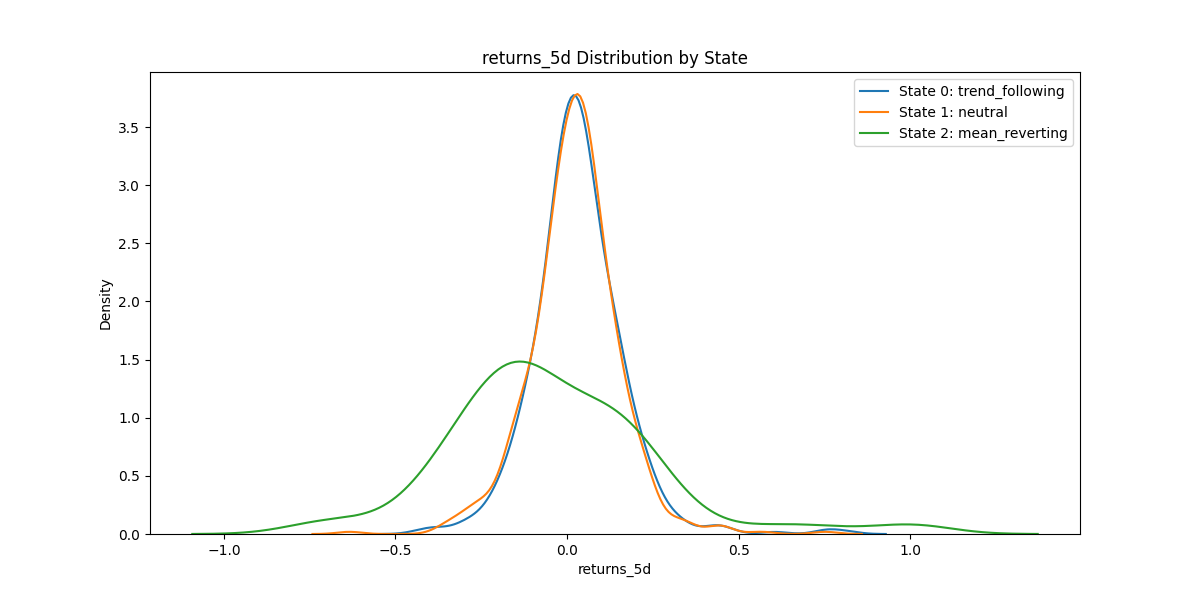 returns_5d Distribution by State
State 0: trend_following
State 1: neutral
State 2: mean_reverting
Density
3.5
3.0
2.5
2.0
1.5
1.0
0.5
0.0
−1.0
−0.5
0.0
0.5
1.0
returns_5d